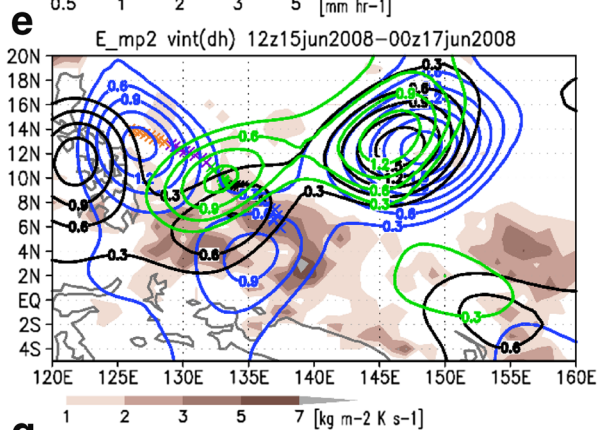 0.5 1 2 3 5 [mm hr-1]
e
E_mp2 vint(dh) 12z15jun2008-00z17jun2008
20N
18N
16N
14N
12N
10N
8N
6N
4N
2N
EQ
2S
4S
0.6
0.9
1.2
0.3
0.9
0.6
0.6
0.3
0.9
0.6
0.9
0.3
0.6
0.9
1.2
0.6
0.3
0.6
0.3
0.3
0.3
0.6
120E 125E 130E 135E 140E 145E 150E 155E 160E
1 2 3 5 7 [kg m-2 K s-1]